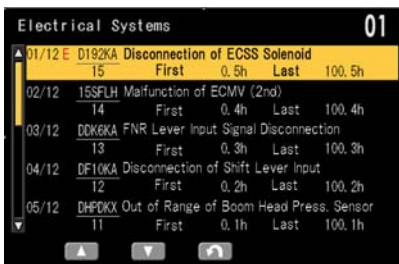 Electrical Systems 01
01/12 E D192KA Disconnection of ECSS Solenoid
15 First 0.5h Last 100.5h
02/12 15SFLH Malfunction of ECMV (2nd)
14 First 0.4h Last 100.4h
03/12 DDK6KA FNR Lever Input Signal Disconnection
13 First 0.3h Last 100.3h
04/12 DF10KA Disconnection of Shift Lever Input
12 First 0.2h Last 100.2h
05/12 DHPDKX Out of Range of Boom Head Press. Sensor
11 First 0.1h Last 100.1h